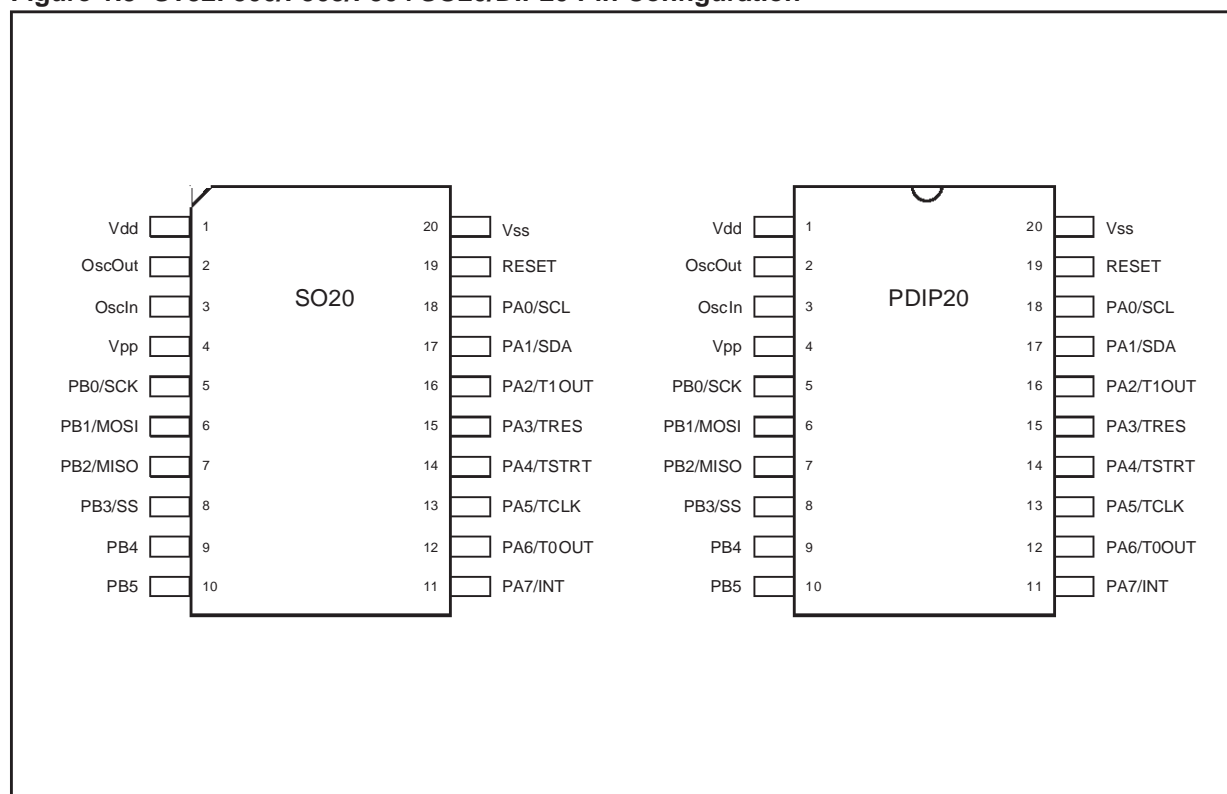 SO20
Vdd 1 20 Vss
OscOut 2 19 RESET
OscIn 3 18 PA0/SCL
Vpp 4 17 PA1/SDA
PB0/SCK 5 16 PA2/T1OUT
PB1/MOSI 6 15 PA3/TRES
PB2/MISO 7 14 PA4/TSTRT
PB3/SS 8 13 PA5/TCLK
PB4 9 12 PA6/T0OUT
PB5 10 11 PA7/INT
PDIP20
Vdd 1 20 Vss
OscOut 2 19 RESET
OscIn 3 18 PA0/SCL
Vpp 4 17 PA1/SDA
PB0/SCK 5 16 PA2/T1OUT
PB1/MOSI 6 15 PA3/TRES
PB2/MISO 7 14 PA4/TSTRT
PB3/SS 8 13 PA5/TCLK
PB4 9 12 PA6/T0OUT
PB5 10 11 PA7/INT